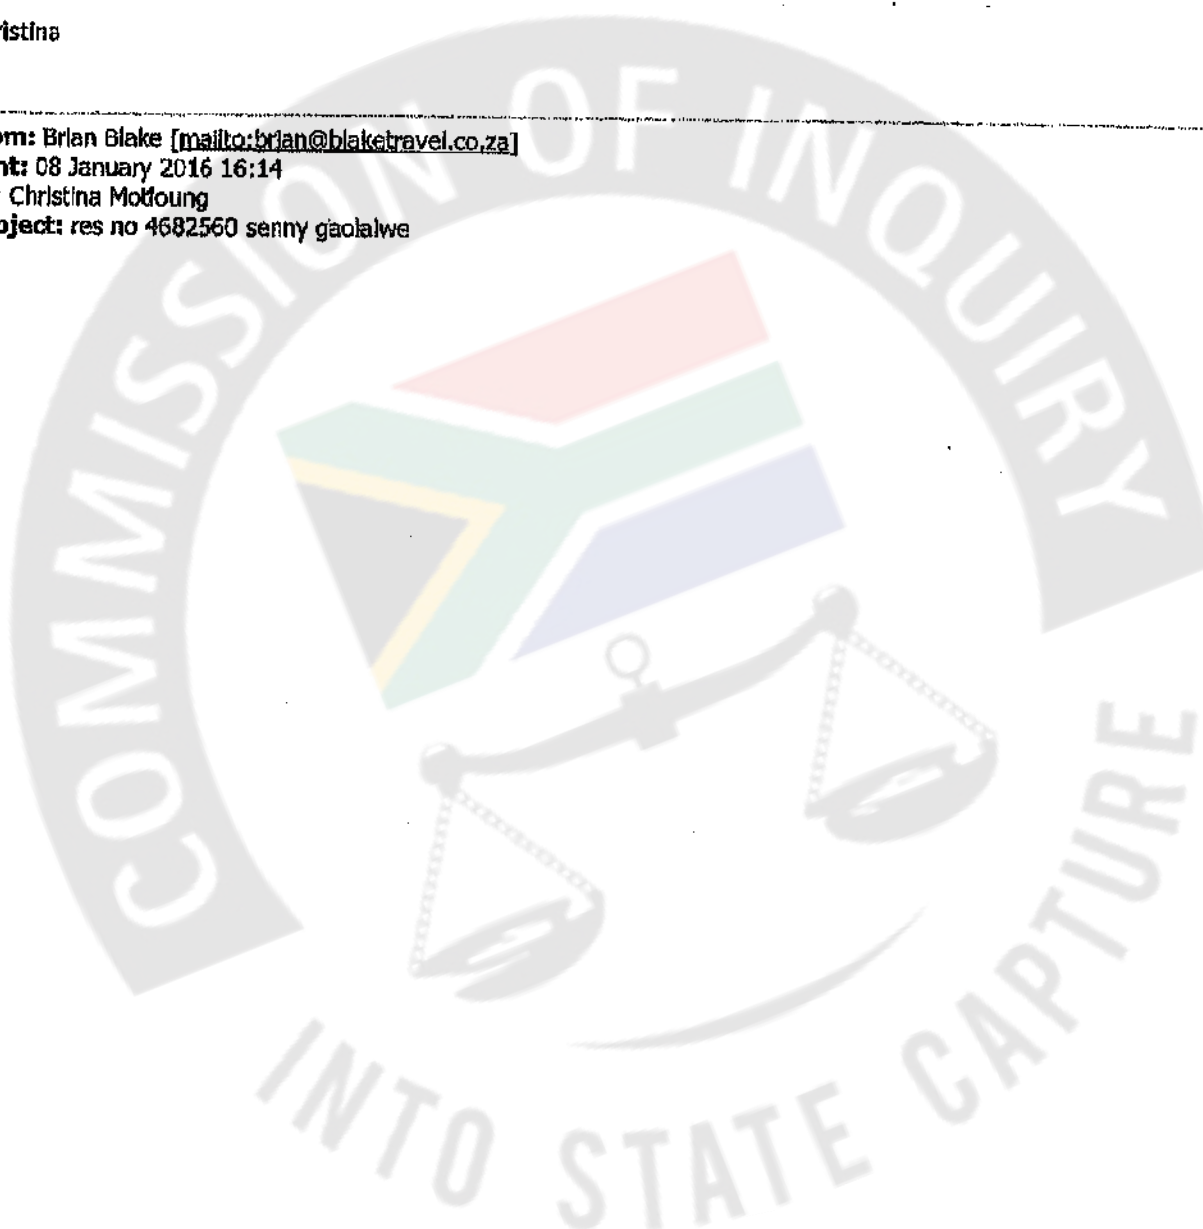 ristina
om: Brian Blake [mailto:brian@blaketravel.co.za]
nt: 08 January 2016 16:14
Christina Motloung
bject: res no 4682560 senny gaolalwe
COMMISSION OF INQUIRY
INTO STATE CAPTURE